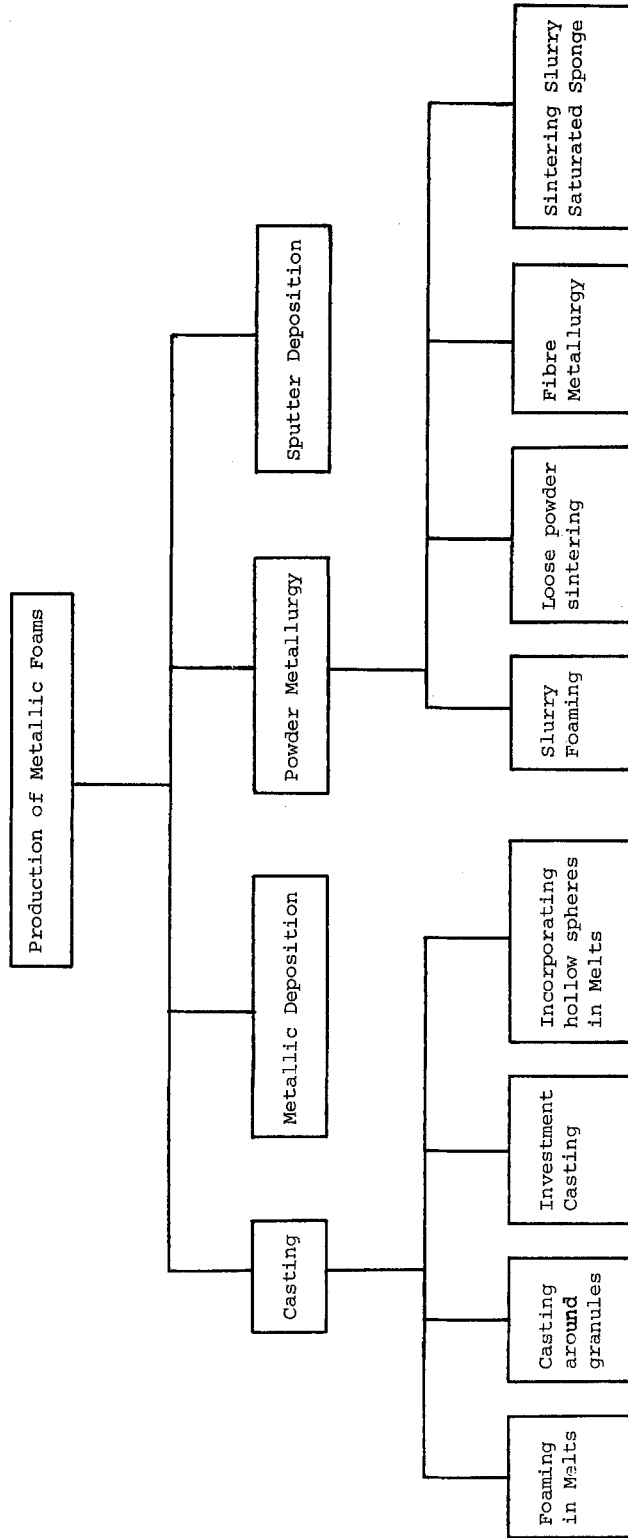 Production of Metallic Foams
Casting
Metallic Deposition
Powder Metallurgy
Sputter Deposition
Foaming
in Melts
Casting
around
granules
Investment
Casting
Incorporating
hollow spheres
in Melts
Slurry
Foaming
Loose powder
sintering
Fibre
Metallurgy
Sintering Slurry
Saturated Sponge